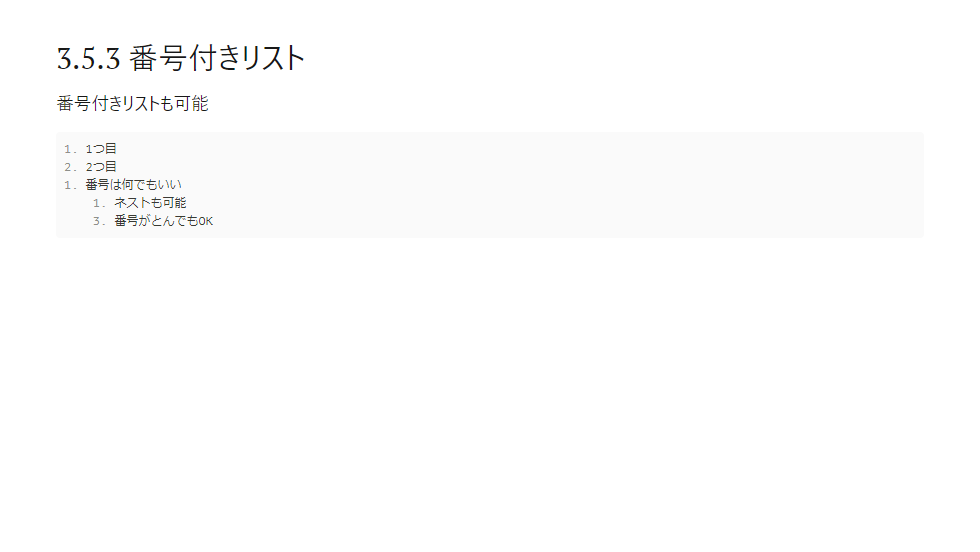 3.5.3 番号付きリスト
番号付きリストも可能
1. 1つ目
2. 2つ目
1. 番号は何でもいい
1. ネストも可能
3. 番号がとんでもOK